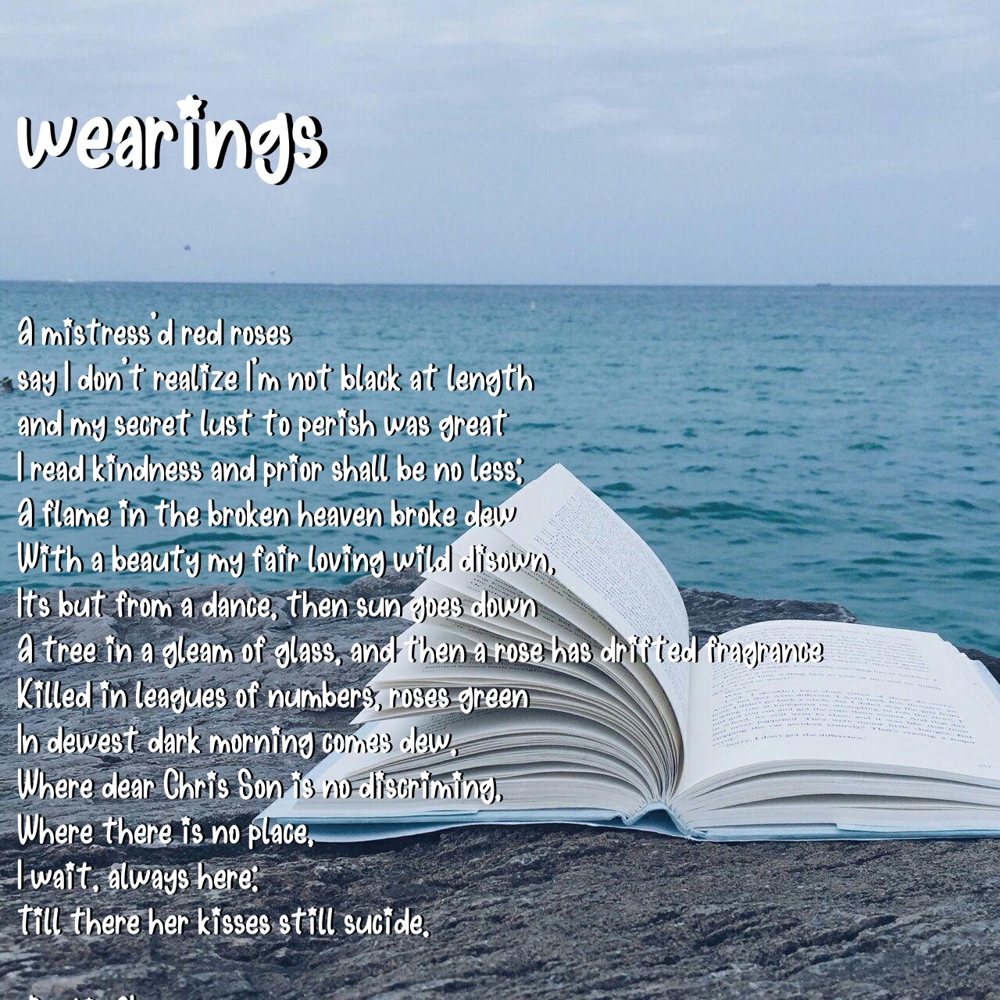 wearings
A mistress'd red roses
say I don't realize I'm not black at length
and my secret lust to perish was great
I read kindness and prior shall be no less;
A flame in the broken heaven broke dew
With a beauty my fair loving wild disown,
Its but from a dance, then sun goes down
A tree in a gleam of glass, and then a rose has drifted fragrance
Killed in leagues of numbers, roses green
In dewest dark morning comes dew,
Where dear Chris Son is no discriming,
Where there is no place,
I wait, always here:
Till there her kisses still sucide.